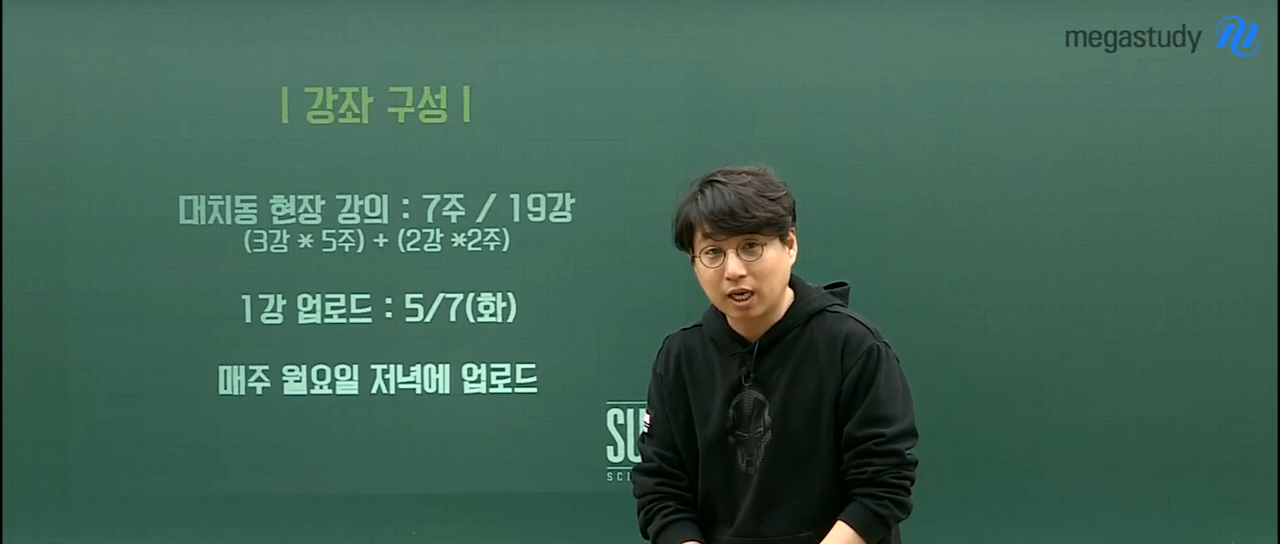 megastudy
| 강좌 구성 |
대치동 현장 강의 : 7주 / 19강
(3강 * 5주) + (2강 *2주)
1강 업로드 : 5/7(화)
매주 월요일 저녁에 업로드